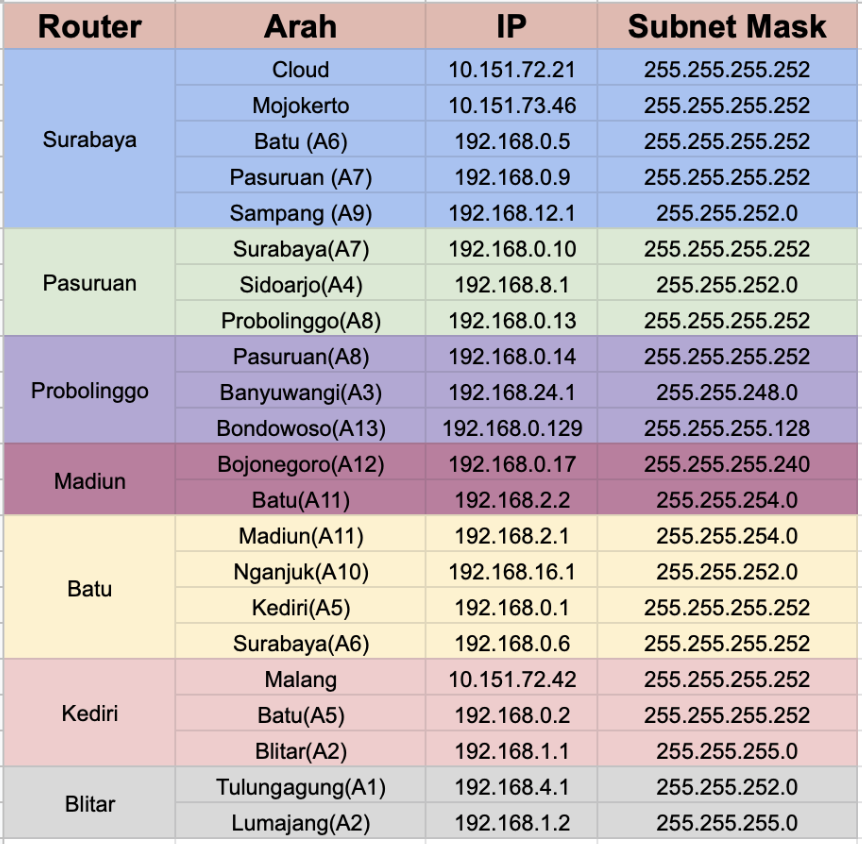 Router Arah IP Subnet Mask
Surabaya Cloud 10.151.72.21 255.255.255.252
Mojokerto 10.151.73.46 255.255.255.252
Batu (A6) 192.168.0.5 255.255.255.252
Pasuruan (A7) 192.168.0.9 255.255.255.252
Sampang (A9) 192.168.12.1 255.255.252.0
Pasuruan Surabaya(A7) 192.168.0.10 255.255.255.252
Sidoarjo(A4) 192.168.8.1 255.255.252.0
Probolinggo(A8) 192.168.0.13 255.255.255.252
Probolinggo Pasuruan(A8) 192.168.0.14 255.255.255.252
Banyuwangi(A3) 192.168.24.1 255.255.248.0
Bondowoso(A13) 192.168.0.129 255.255.255.128
Madiun Bojonegoro(A12) 192.168.0.17 255.255.255.240
Batu(A11) 192.168.2.2 255.255.254.0
Batu Madiun(A11) 192.168.2.1 255.255.254.0
Nganjuk(A10) 192.168.16.1 255.255.252.0
Kediri(A5) 192.168.0.1 255.255.255.252
Surabaya(A6) 192.168.0.6 255.255.255.252
Kediri Malang 10.151.72.42 255.255.255.252
Batu(A5) 192.168.0.2 255.255.255.252
Blitar(A2) 192.168.1.1 255.255.255.0
Blitar Tulungagung(A1) 192.168.4.1 255.255.252.0
Lumajang(A2) 192.168.1.2 255.255.255.0